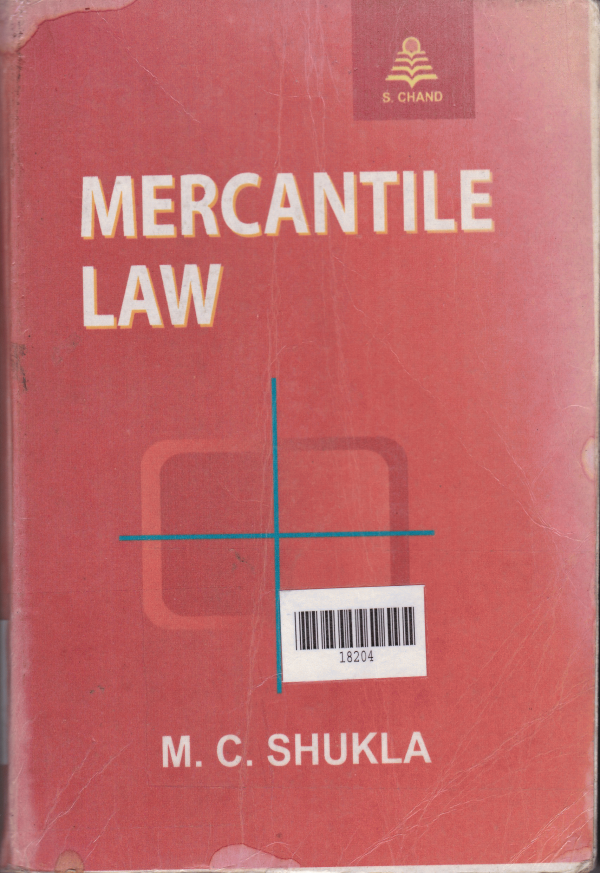 S. CHAND
MERCANTILE
LAW
18204
M. C. SHUKLA